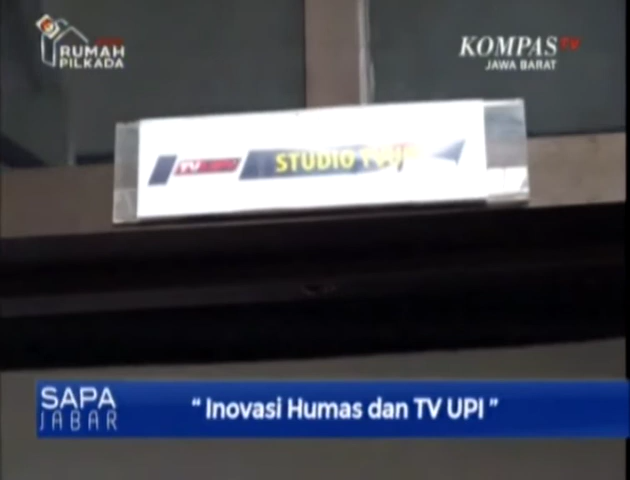 RUMAH
PILKADA
KOMPAS TV
JAWA BARAT
STUDIO
SAPA
JABAR
“ Inovasi Humas dan TV UPI ”